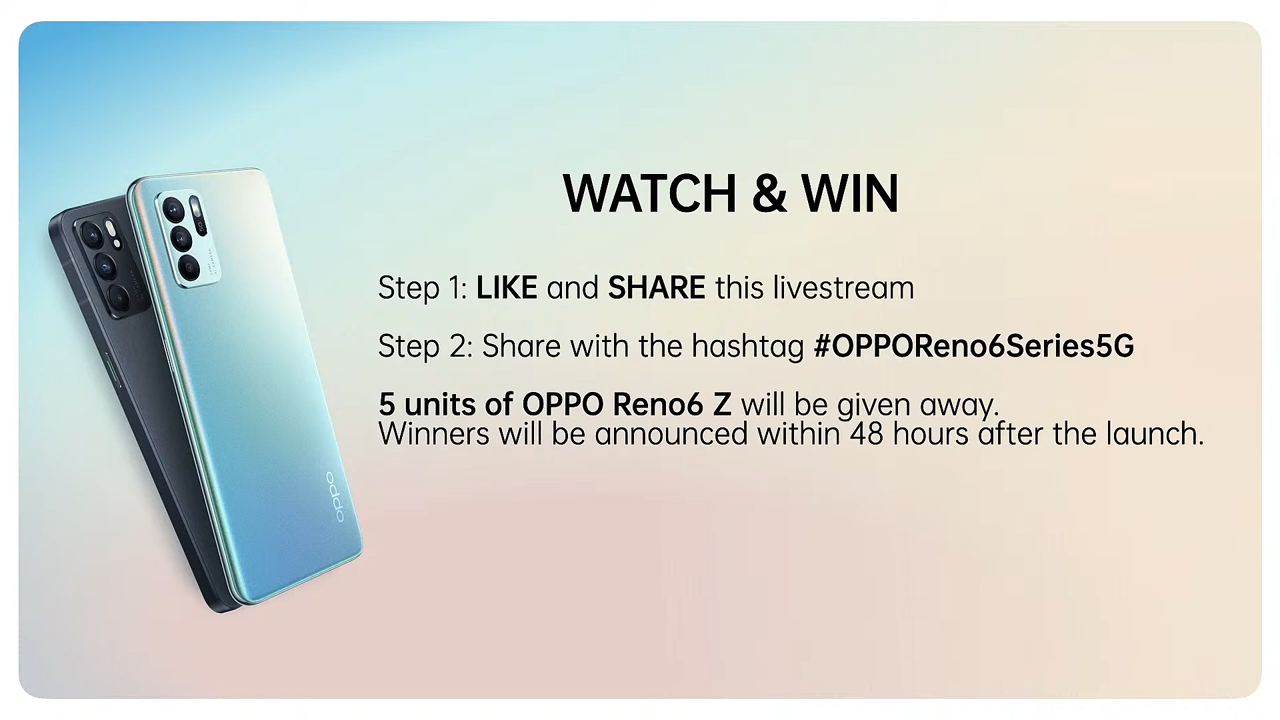 WATCH & WIN
Step 1: LIKE and SHARE this livestream
Step 2: Share with the hashtag #OPPOReno6Series5G
5 units of OPPO Reno6 Z will be given away.
Winners will be announced within 48 hours after the launch.
oppo